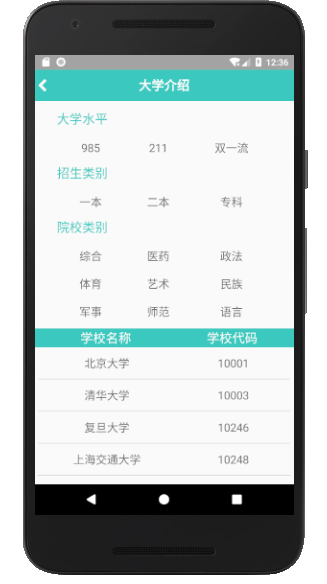 12:36
大学介绍
大学水平
985 211 双一流
招生类别
一本 二本 专科
院校类别
综合 医药 政法
体育 艺术 民族
军事 师范 语言
学校名称 学校代码
北京大学 10001
清华大学 10003
复旦大学 10246
上海交通大学 10248